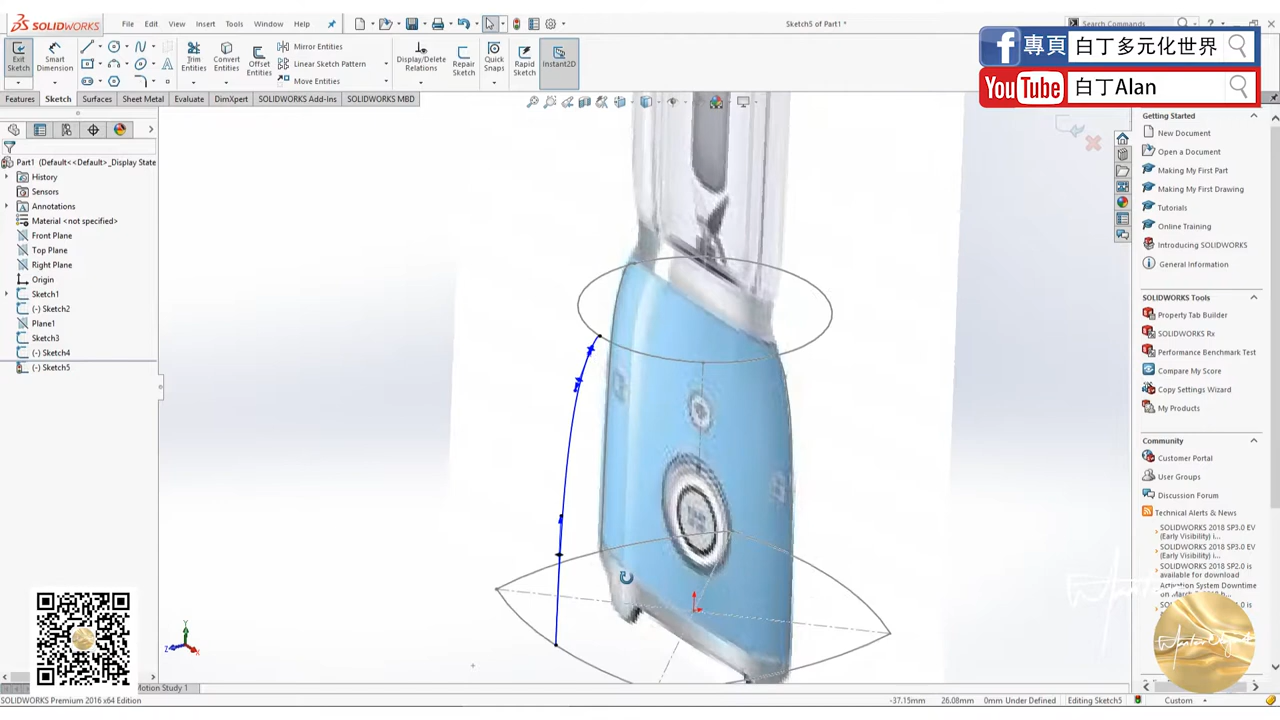 SOLIDWORKS
File Edit View Insert Tools Window Help
Sketch5 of Part1 *
Search Commands
專頁 白丁多元化世界
YouTube 白丁Alan
Exit Sketch
Smart Dimension
Trim Entities
Convert Entities
Offset Entities
Mirror Entities
Linear Sketch Pattern
Move Entities
Display/Delete Relations
Repair Sketch
Quick Snaps
Rapid Sketch
Instant2D
Features Sketch Surfaces Sheet Metal Evaluate DimXpert SOLIDWORKS Add-Ins SOLIDWORKS MBD
Part1 (Default<<Default>_Display State
History
Sensors
Annotations
Material <not specified>
Front Plane
Top Plane
Right Plane
Origin
Sketch1
(-) Sketch2
Plane1
Sketch3
(-) Sketch4
(-) Sketch5
Getting Started
New Document
Open a Document
Making My First Part
Making My First Drawing
Tutorials
Online Training
Introducing SOLIDWORKS
General Information
SOLIDWORKS Tools
Property Tab Builder
SOLIDWORKS Rx
Performance Benchmark Test
Compare My Score
Copy Settings Wizard
My Products
Community
Customer Portal
User Groups
Discussion Forum
Technical Alerts & News
SOLIDWORKS 2018 SP3.0 EV
(Early Visibility) i...
SOLIDWORKS 2018 SP3.0 EV
(Early Visibility) i...
SOLIDWORKS 2018 SP2.0 is
available for download
Activation System Downtime
Y
Z
X
Motion Study 1
SOLIDWORKS Premium 2016 x64 Edition
-37.15mm 26.08mm 0mm Under Defined Editing Sketch5 Custom